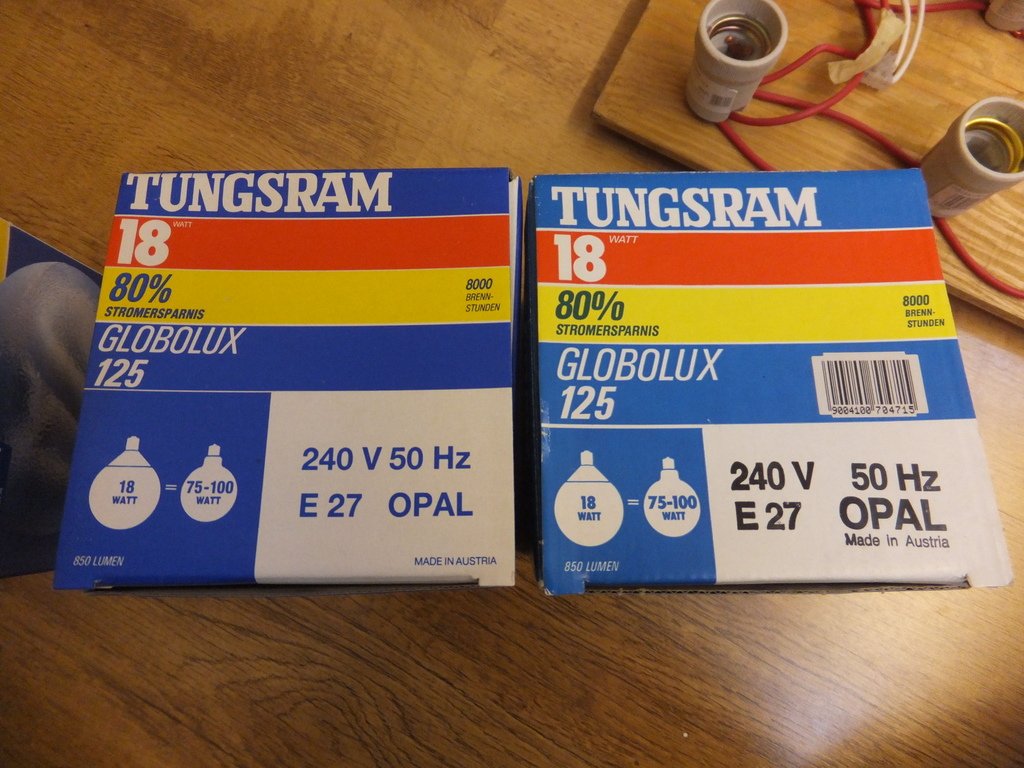 TUNGSRAM
18 WATT
80%
STROMERSPARNIS
8000
BRENN-
STUNDEN
GLOBOLUX
125
18
WATT
=
75-100
WATT
850 LUMEN
240 V 50 Hz
E 27 OPAL
MADE IN AUSTRIA
TUNGSRAM
18 WATT
80%
STROMERSPARNIS
8000
BRENN-
STUNDEN
GLOBOLUX
125
9004100 704715
18
WATT
=
75-100
WATT
850 LUMEN
240 V 50 Hz
E 27 OPAL
Made in Austria